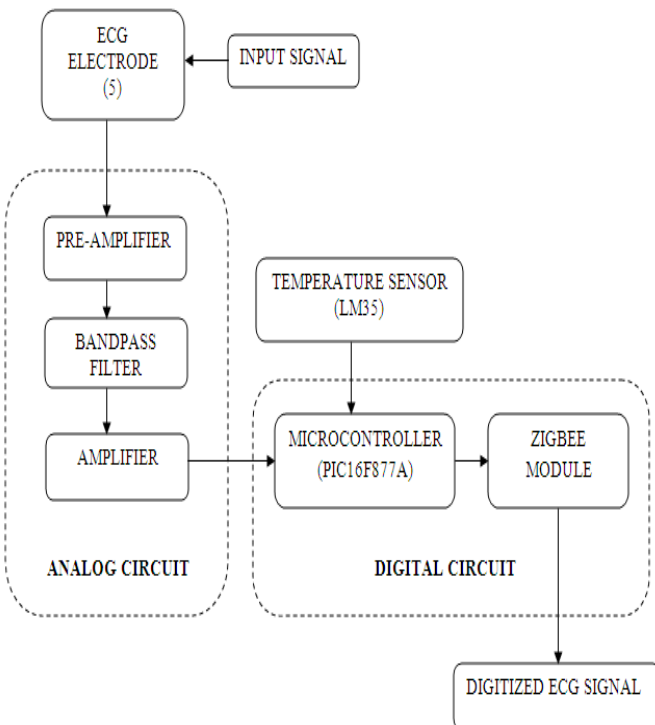 ECG
ELECTRODE
(5)
INPUT SIGNAL
PRE-AMPLIFIER
BANDPASS
FILTER
AMPLIFIER
ANALOG CIRCUIT
TEMPERATURE SENSOR
(LM35)
MICROCONTROLLER
(PIC16F877A)
ZIGBEE
MODULE
DIGITAL CIRCUIT
DIGITIZED ECG SIGNAL